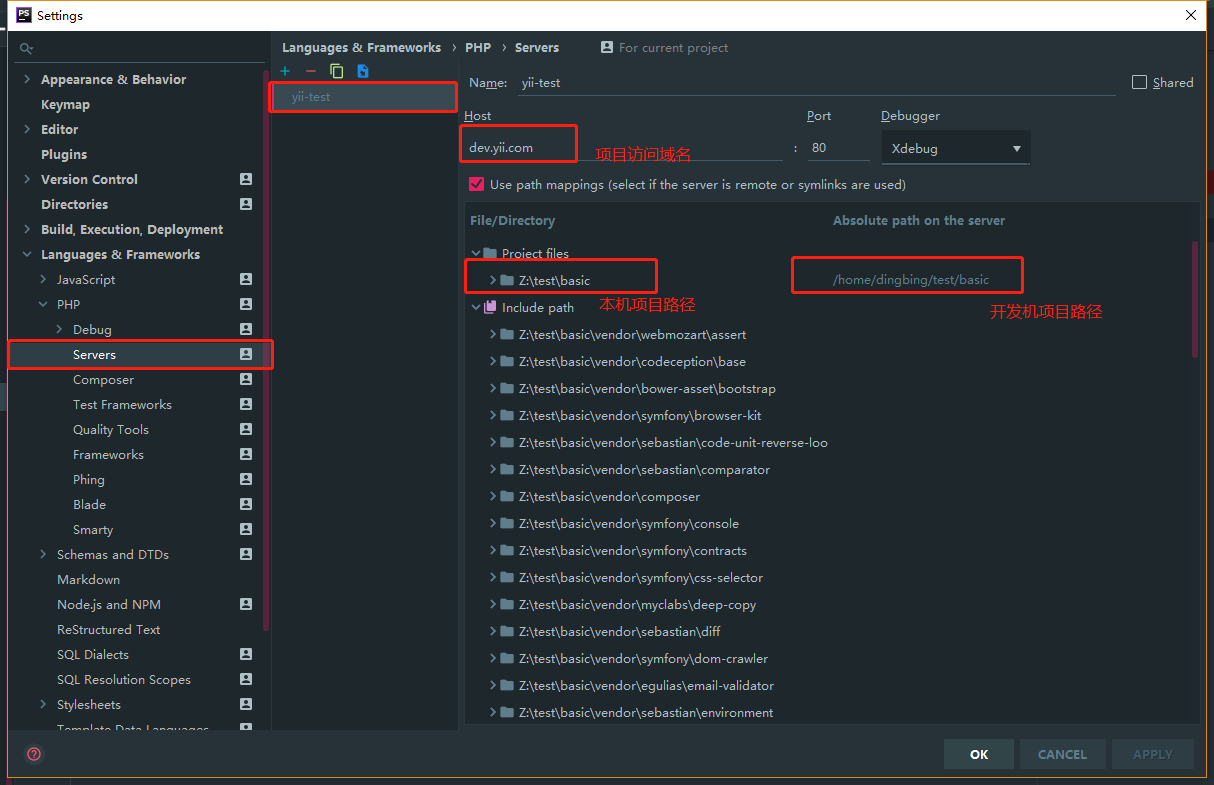 PS Settings
Languages & Frameworks › PHP › Servers For current project
Appearance & Behavior
Keymap
Editor
Plugins
Version Control
Directories
Build, Execution, Deployment
Languages & Frameworks
JavaScript
PHP
Debug
Servers
Composer
Test Frameworks
Quality Tools
Frameworks
Phing
Blade
Smarty
Schemas and DTDs
Markdown
Node.js and NPM
ReStructured Text
SQL Dialects
SQL Resolution Scopes
Stylesheets
Template Data Languages
yii-test
Name: yii-test
Shared
Host Port Debugger
dev.yii.com 项目访问域名 : 80 Xdebug
Use path mappings (select if the server is remote or symlinks are used)
File/Directory Absolute path on the server
Project files
Z:\test\basic /home/dingbing/test/basic
本机项目路径 开发机项目路径
Include path
Z:\test\basic\vendor\webmozart\assert
Z:\test\basic\vendor\codeception\base
Z:\test\basic\vendor\bower-asset\bootstrap
Z:\test\basic\vendor\symfony\browser-kit
Z:\test\basic\vendor\sebastian\code-unit-reverse-loo
Z:\test\basic\vendor\sebastian\comparator
Z:\test\basic\vendor\composer
Z:\test\basic\vendor\symfony\console
Z:\test\basic\vendor\symfony\contracts
Z:\test\basic\vendor\symfony\css-selector
Z:\test\basic\vendor\myclabs\deep-copy
Z:\test\basic\vendor\sebastian\diff
Z:\test\basic\vendor\symfony\dom-crawler
Z:\test\basic\vendor\egulias\email-validator
Z:\test\basic\vendor\sebastian\environment
? OK CANCEL APPLY